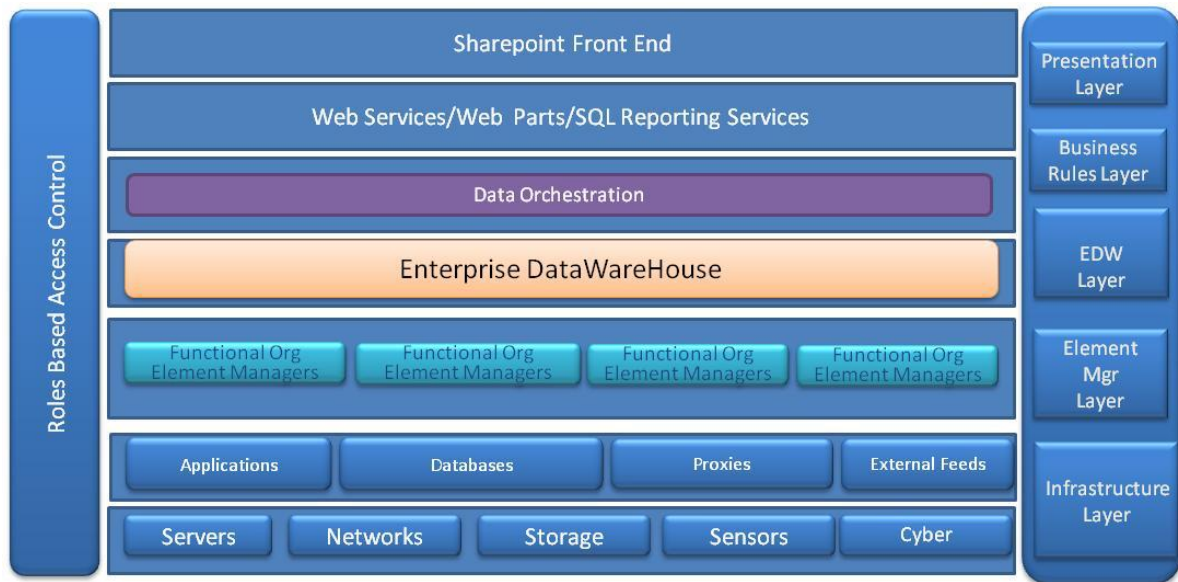 Roles Based Access Control
Sharepoint Front End
Web Services/Web Parts/SQL Reporting Services
Data Orchestration
Enterprise DataWareHouse
Functional Org
Element Managers
Functional Org
Element Managers
Functional Org
Element Managers
Functional Org
Element Managers
Applications
Databases
Proxies
External Feeds
Servers
Networks
Storage
Sensors
Cyber
Presentation
Layer
Business
Rules Layer
EDW
Layer
Element
Mgr
Layer
Infrastructure
Layer